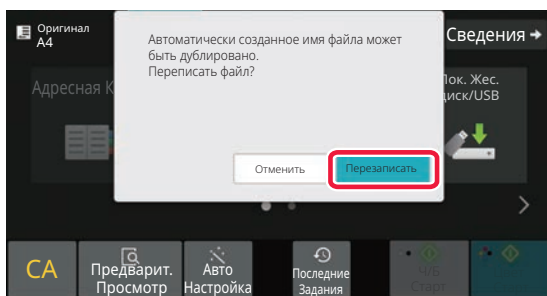 Оригинал
A4
Автоматически созданное имя файла может
быть дублировано.
Переписать файл?
Сведения
Адресная К
Лок. Жес.
диск/USB
Отменить
Перезаписать
CA
Предварит.
Просмотр
Авто
Настройка
Последние
Задания
Ч/Б
Старт